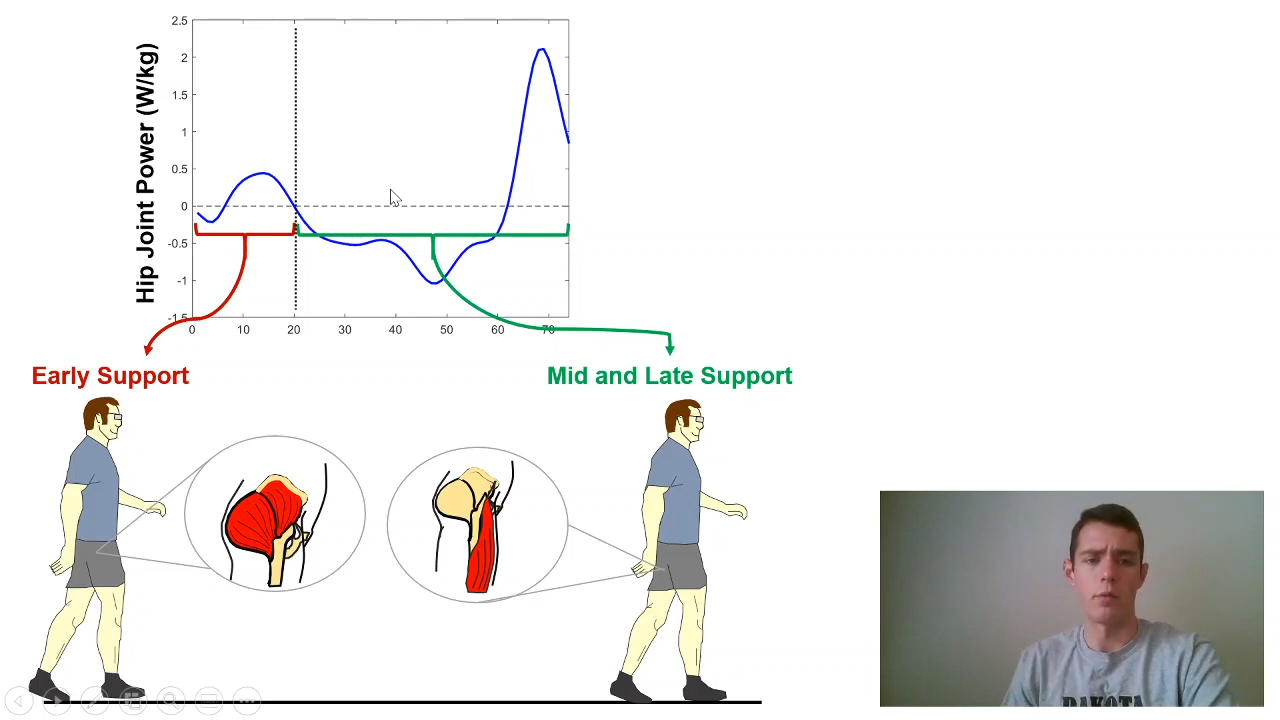 Hip Joint Power (W/kg)
2.5
2
1.5
1
0.5
0
-0.5
-1
-1.5
0 10 20 30 40 50 60 70
Early Support
Mid and Late Support
DAKOTA